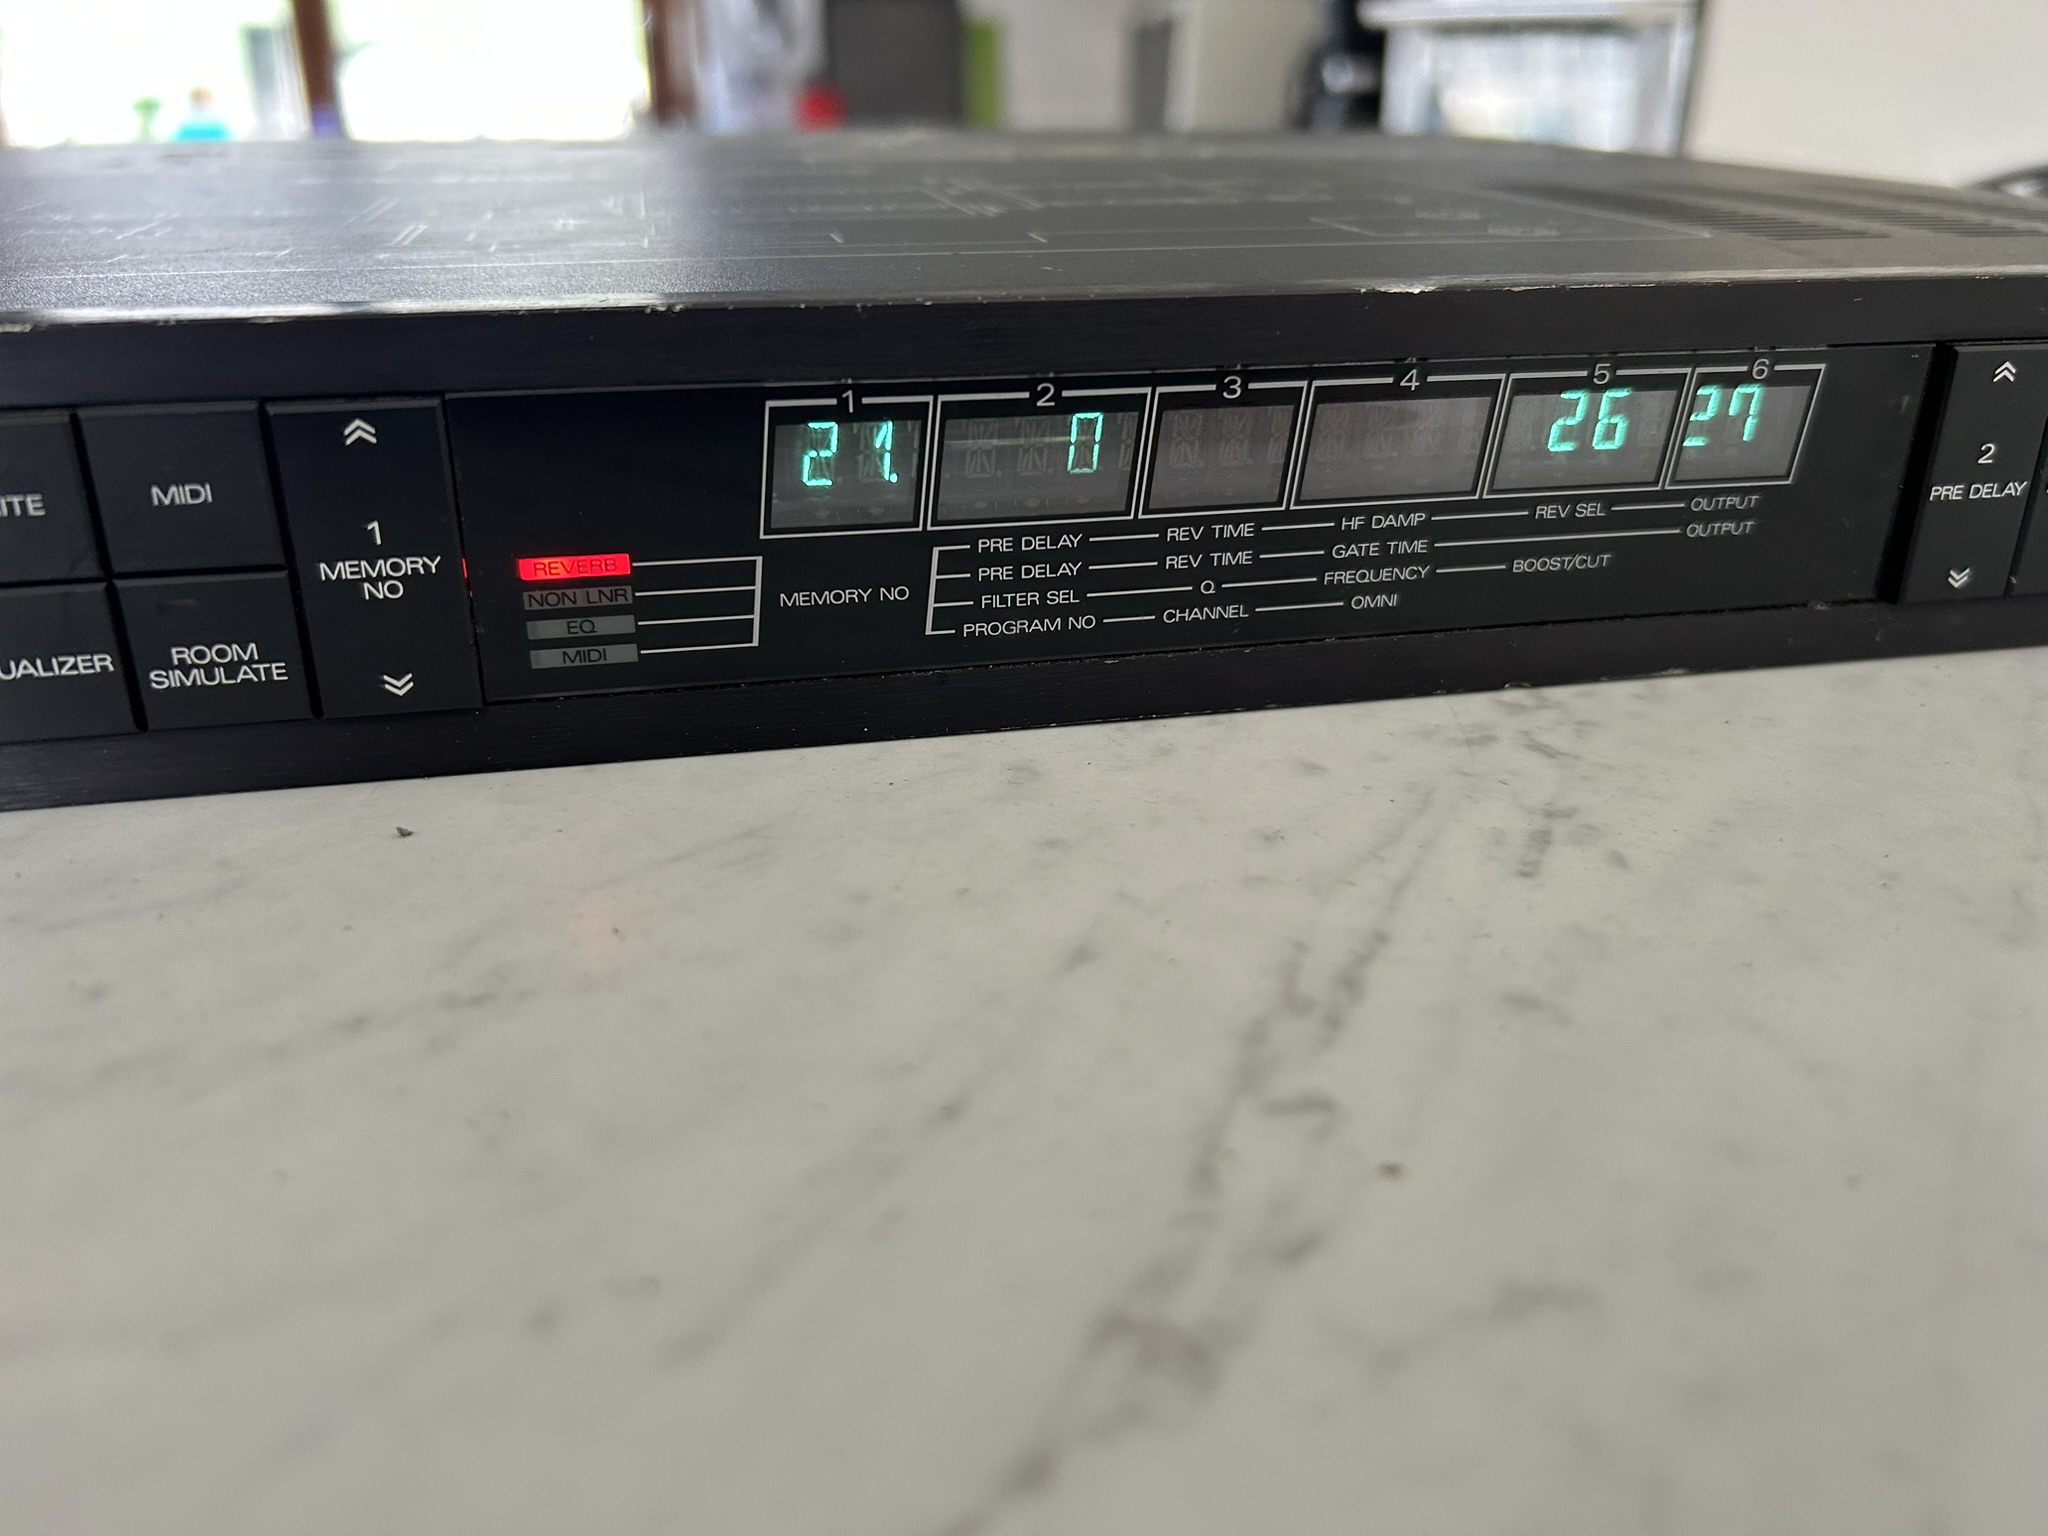 1 2 3 4 5 6
21. 0 26 27
ITE
MIDI
UALIZER
ROOM
SIMULATE
1
MEMORY
NO
REVERB
NON LNR
EQ
MIDI
MEMORY NO
PRE DELAY REV TIME HF DAMP REV SEL OUTPUT
PRE DELAY REV TIME GATE TIME OUTPUT
FILTER SEL Q FREQUENCY BOOST/CUT
PROGRAM NO CHANNEL OMNI
2
PRE DELAY